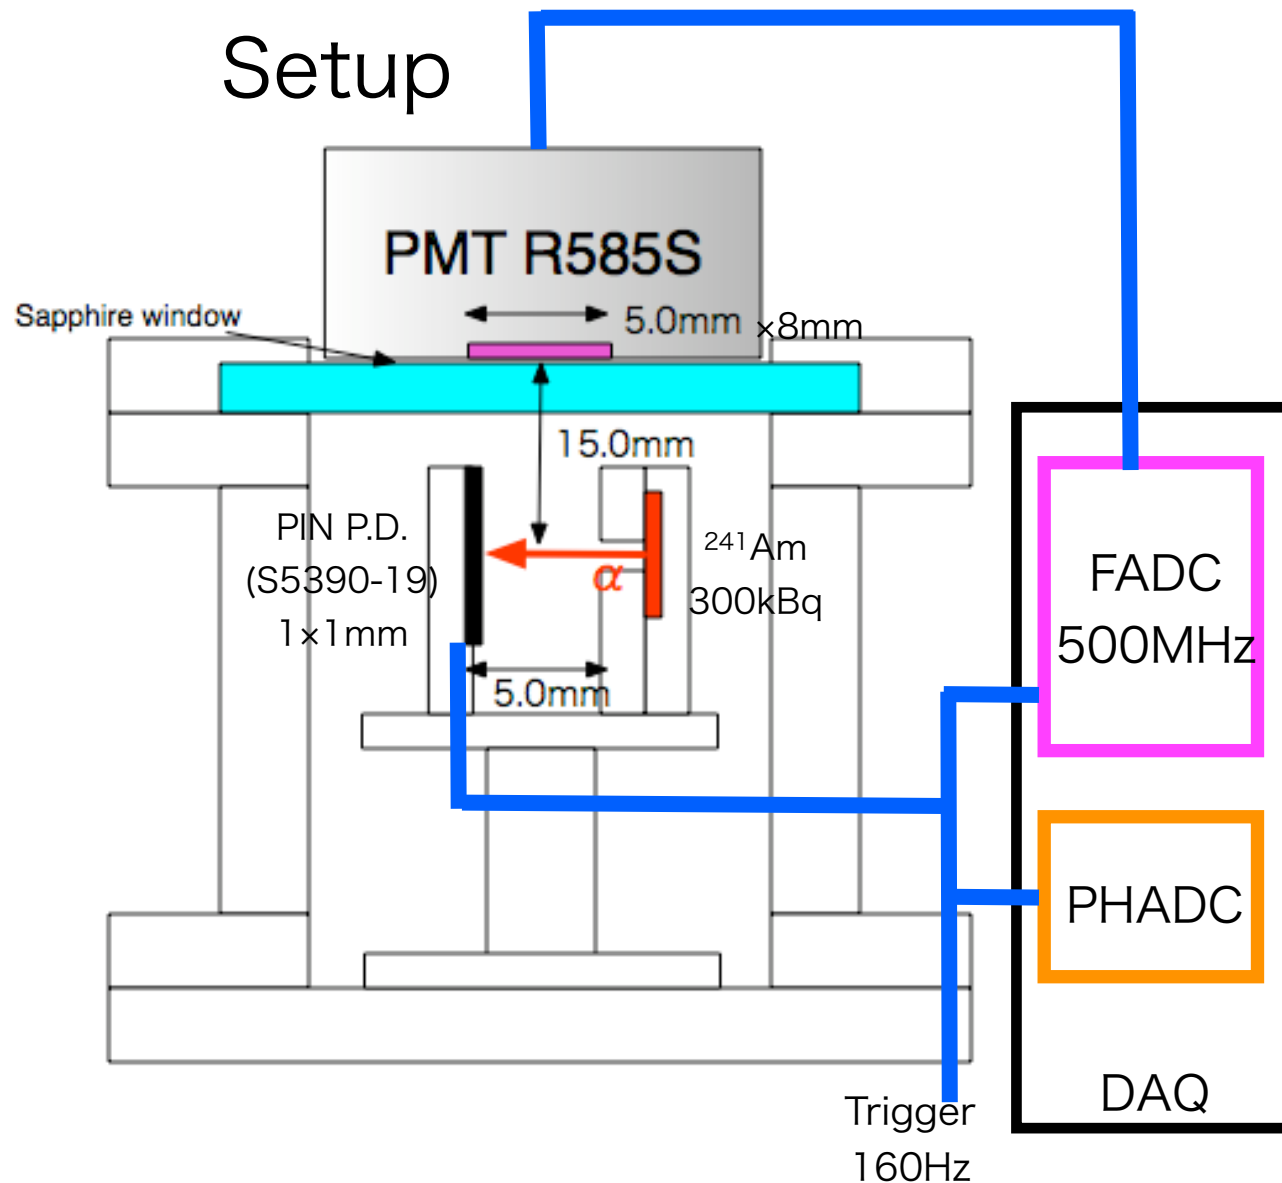 Setup
PMT R585S
Sapphire window
5.0mm ×8mm
15.0mm
PIN P.D.
(S5390-19)
1×1mm
α
²⁴¹Am
300kBq
5.0mm
FADC
500MHz
PHADC
DAQ
Trigger
160Hz